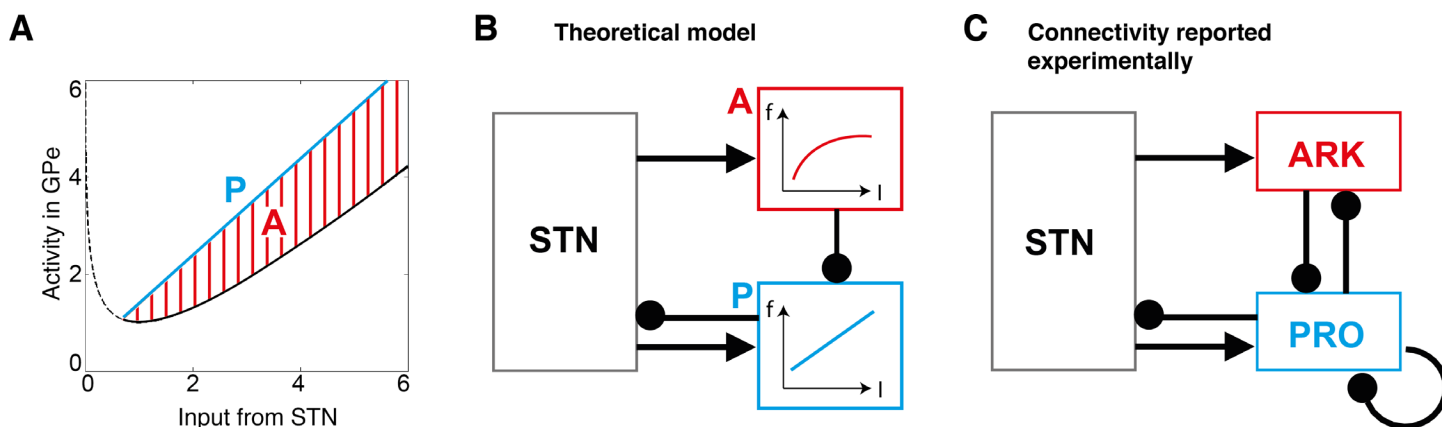 A
B
Theoretical model
C
Connectivity reported
experimentally
6
4
2
0
Activity in GPe
P
A
0
2
4
6
Input from STN
STN
A
f
I
P
f
I
STN
ARK
PRO